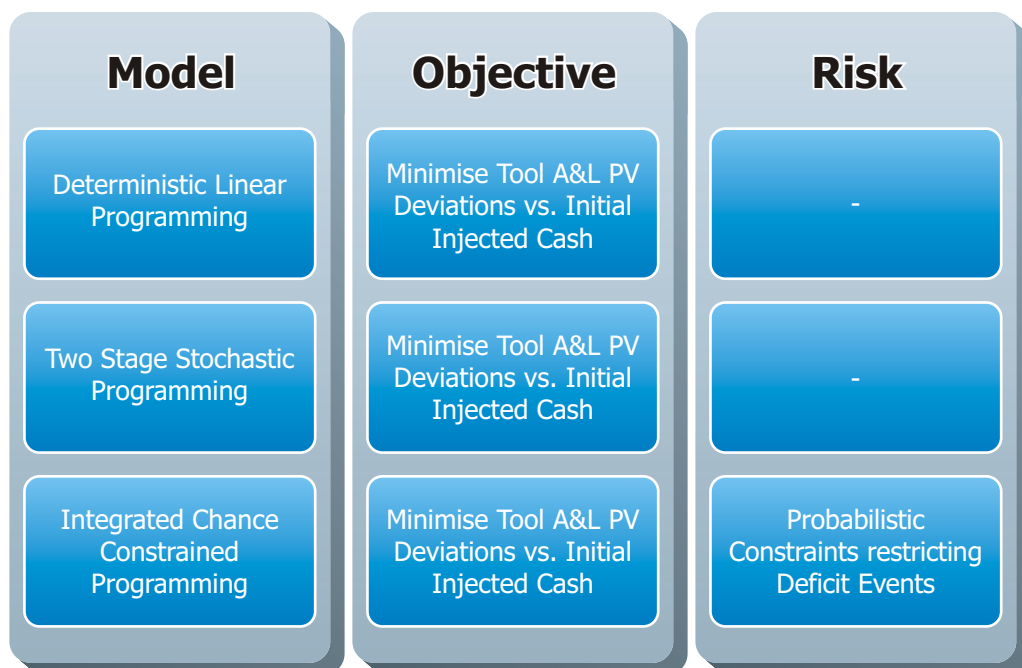 Model
Objective
Risk
Deterministic Linear
Programming
Minimise Tool A&L PV
Deviations vs. Initial
Injected Cash
-
Two Stage Stochastic
Programming
Minimise Tool A&L PV
Deviations vs. Initial
Injected Cash
-
Integrated Chance
Constrained
Programming
Minimise Tool A&L PV
Deviations vs. Initial
Injected Cash
Probabilistic
Constraints restricting
Deficit Events